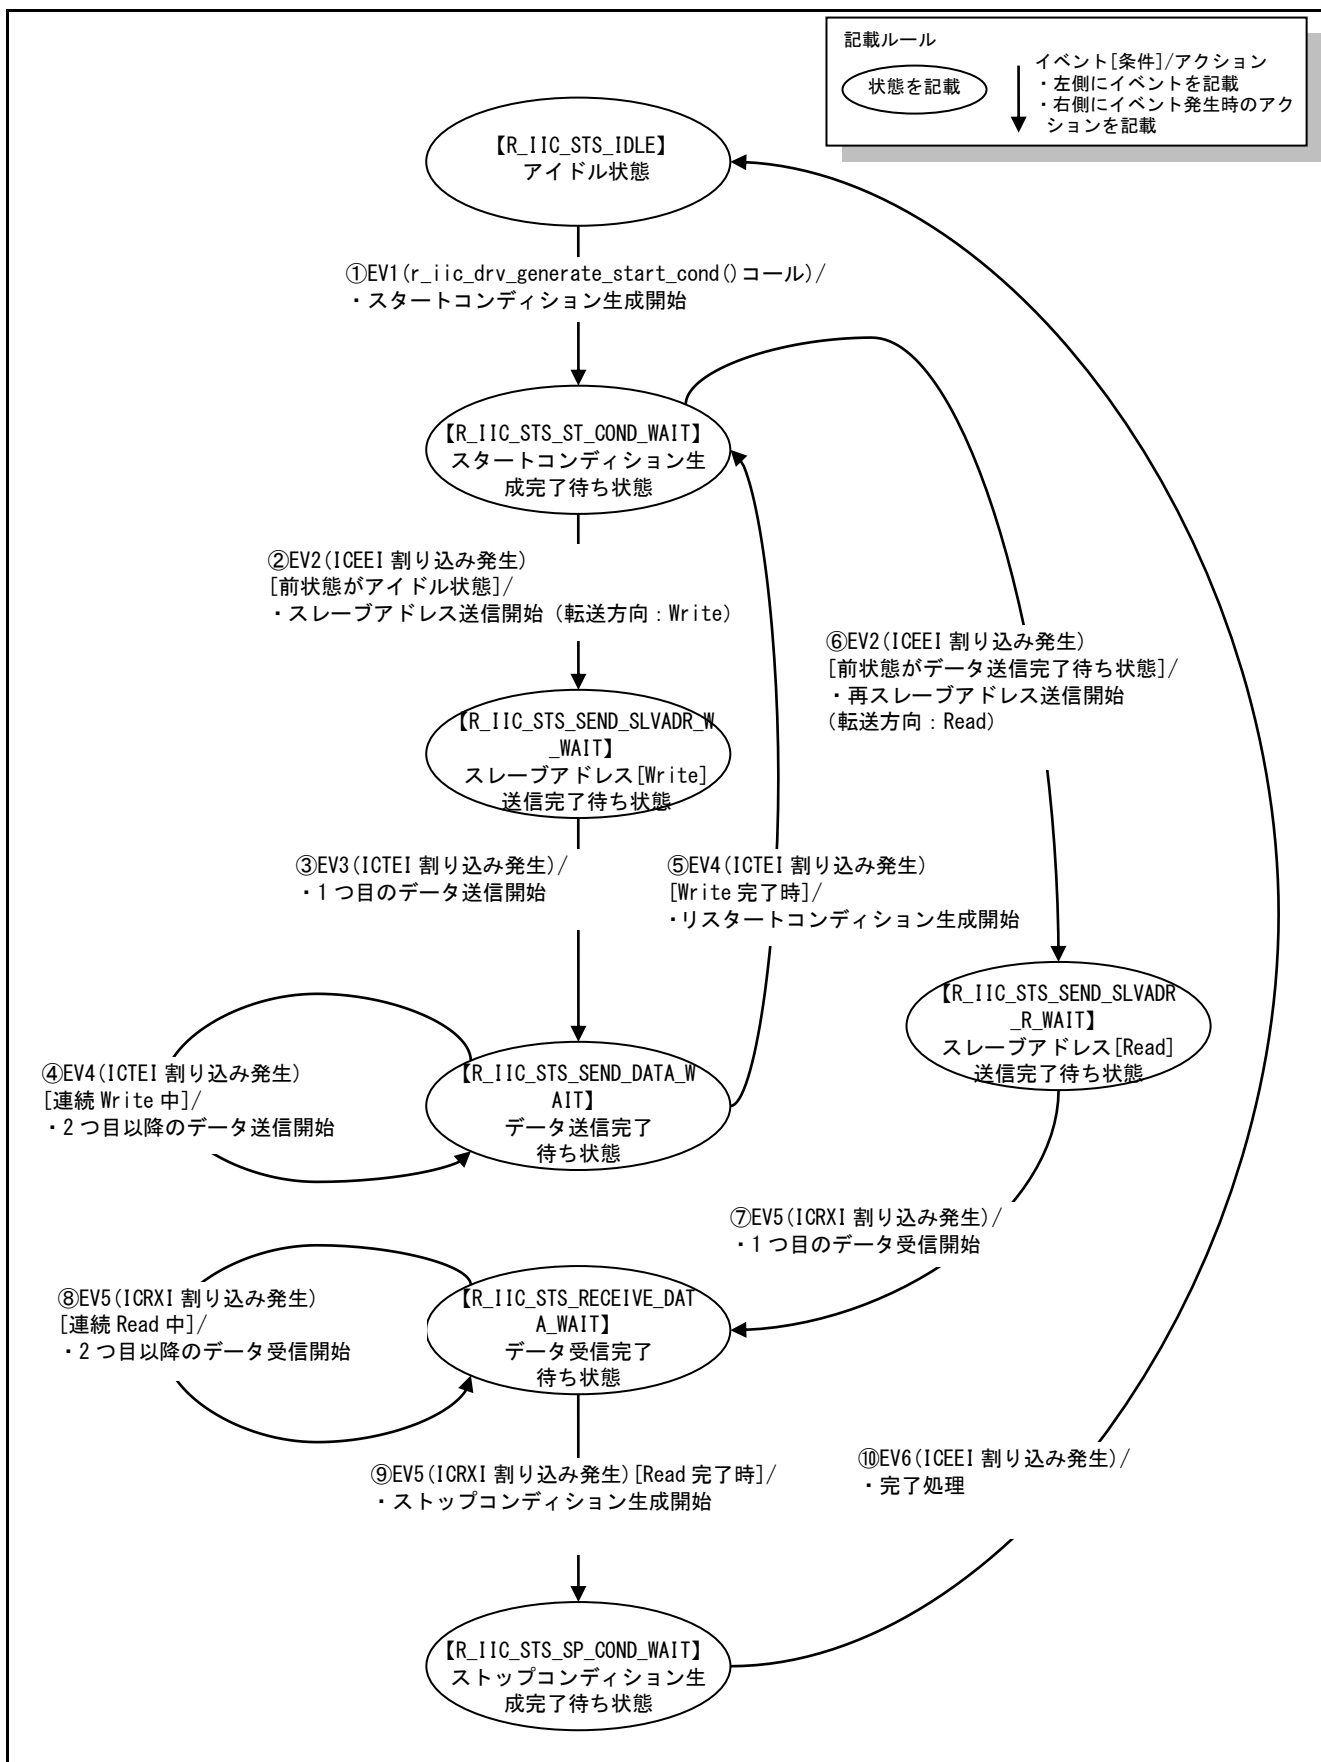 記載ルール
状態を記載
イベント[条件]/アクション
・左側にイベントを記載
・右側にイベント発生時のアク
ションを記載
【R_IIC_STS_IDLE】
アイドル状態
①EV1(r_iic_drv_generate_start_cond()コール)/
・スタートコンディション生成開始
【R_IIC_STS_ST_COND_WAIT】
スタートコンディション生
成完了待ち状態
②EV2(ICEEI 割り込み発生)
[前状態がアイドル状態]/
・スレーブアドレス送信開始（転送方向：Write）
⑥EV2(ICEEI 割り込み発生)
[前状態がデータ送信完了待ち状態]/
・再スレーブアドレス送信開始
（転送方向：Read）
【R_IIC_STS_SEND_SLVADR_W
_WAIT】
スレーブアドレス[Write]
送信完了待ち状態
③EV3(ICTEI 割り込み発生)/
・1 つ目のデータ送信開始
⑤EV4(ICTEI 割り込み発生)
[Write 完了時]/
・リスタートコンディション生成開始
【R_IIC_STS_SEND_SLVADR
_R_WAIT】
スレーブアドレス[Read]
送信完了待ち状態
④EV4(ICTEI 割り込み発生)
[連続 Write 中]/
・2 つ目以降のデータ送信開始
【R_IIC_STS_SEND_DATA_W
AIT】
データ送信完了
待ち状態
⑦EV5(ICRXI 割り込み発生)/
・1 つ目のデータ受信開始
⑧EV5(ICRXI 割り込み発生)
[連続 Read 中]/
・2 つ目以降のデータ受信開始
【R_IIC_STS_RECEIVE_DAT
A_WAIT】
データ受信完了
待ち状態
⑨EV5(ICRXI 割り込み発生)[Read 完了時]/
・ストップコンディション生成開始
⑩EV6(ICEEI 割り込み発生)/
・完了処理
【R_IIC_STS_SP_COND_WAIT】
ストップコンディション生
成完了待ち状態